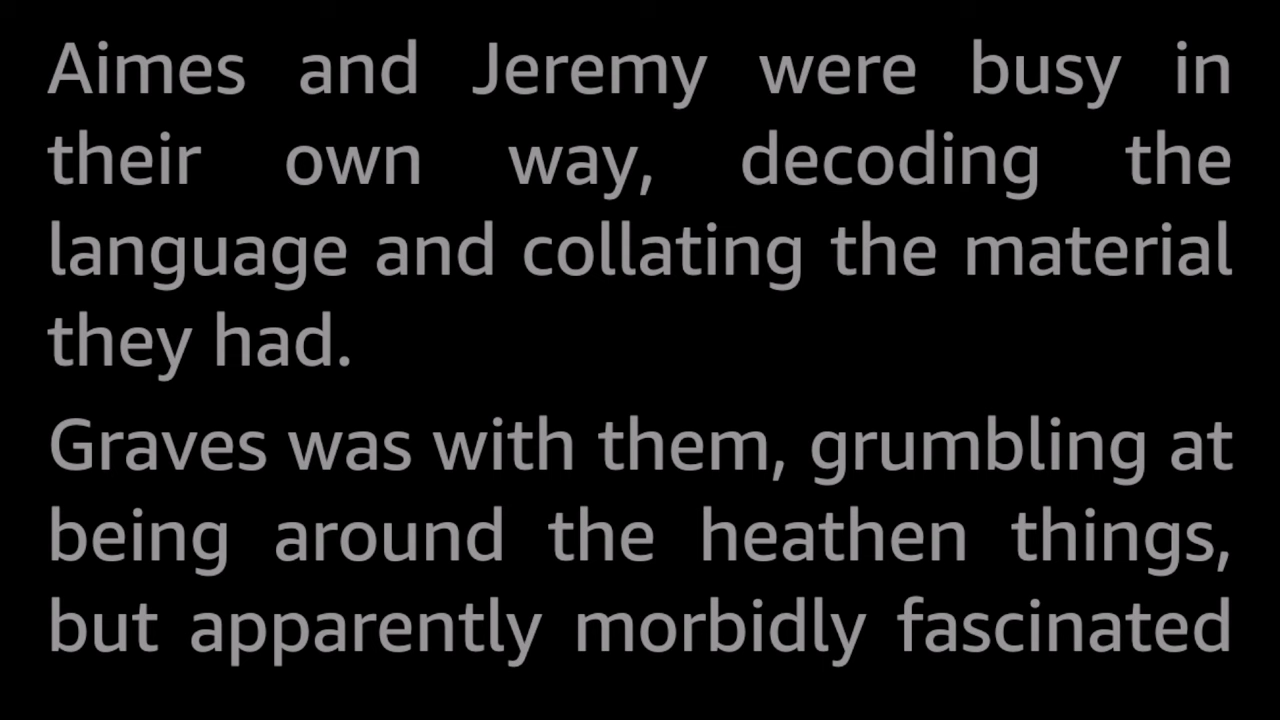 Aimes and Jeremy were busy in
their own way, decoding the
language and collating the material
they had.
Graves was with them, grumbling at
being around the heathen things,
but apparently morbidly fascinated